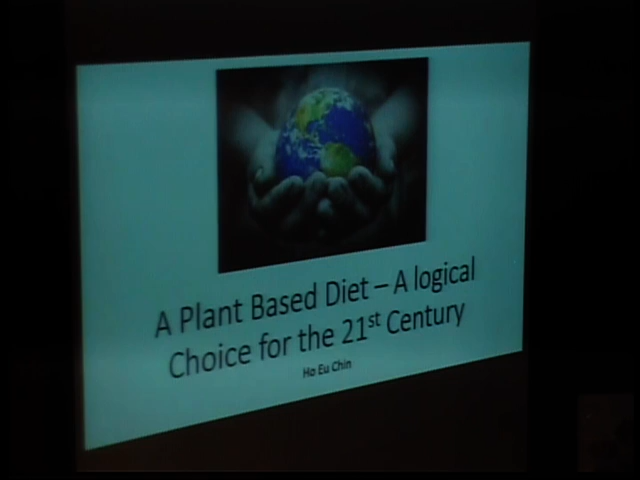 A Plant Based Diet – A logical
Choice for the 21st Century
Ho Eu Chin